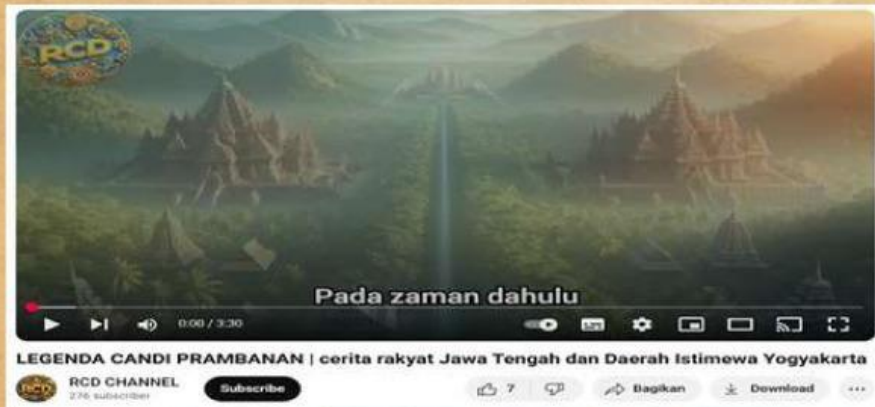 RCD
Pada zaman dahulu
0:00 / 3:30
LEGENDA CANDI PRAMBANAN | cerita rakyat Jawa Tengah dan Daerah Istimewa Yogyakarta
RCD CHANNEL
276 subscriber
Subscribe
7
Bagikan
Download